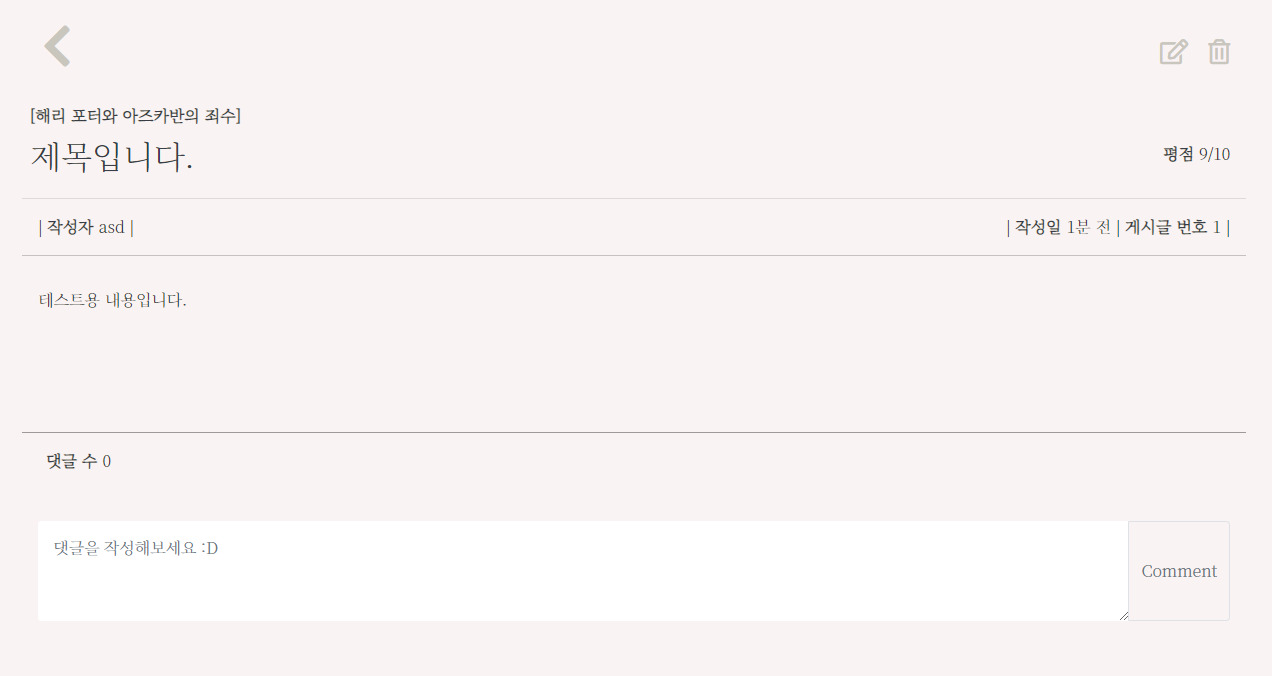 [해리 포터와 아즈카반의 죄수]
제목입니다.
평점 9/10
| 작성자 asd |
| 작성일 1분 전 | 게시글 번호 1 |
테스트용 내용입니다.
댓글 수 0
댓글을 작성해보세요 :D
Comment